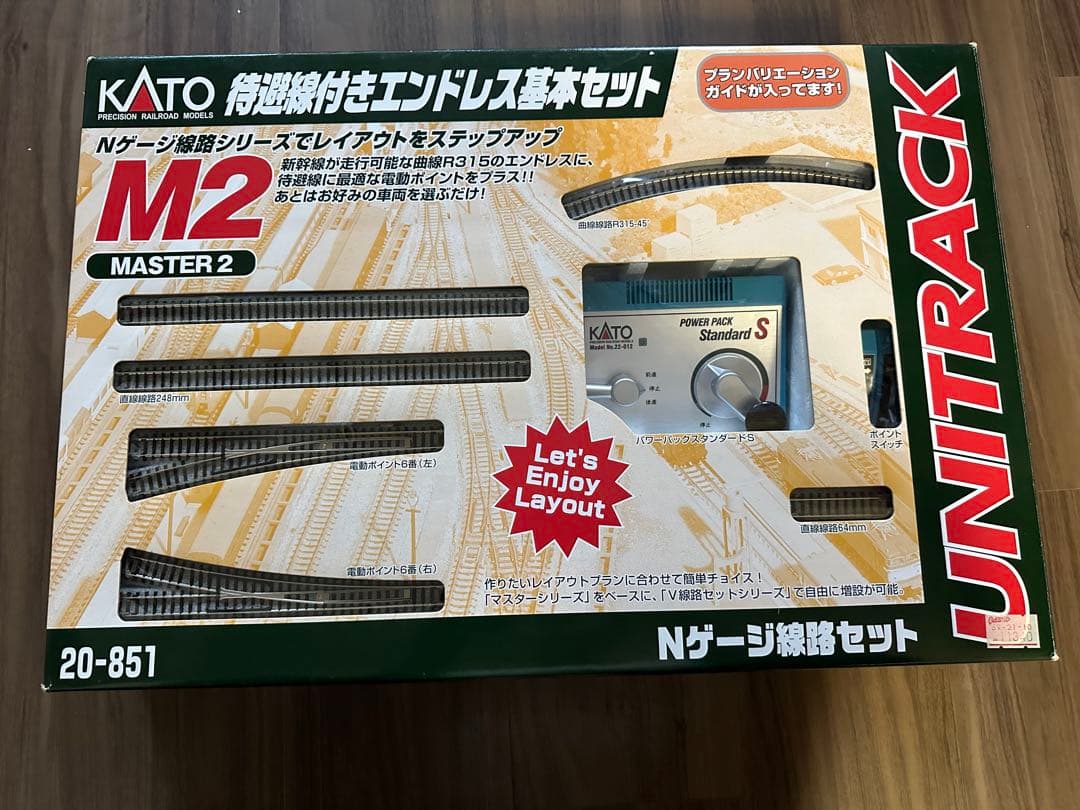 KATO
PRECISION RAILROAD MODELS
待避線付きエンドレス基本セット
プランバリエーション
ガイドが入ってます!
Nゲージ線路シリーズでレイアウトをステップアップ
M2
新幹線が走行可能な曲線R315のエンドレスに、
待避線に最適な電動ポイントをプラス!!
あとはお好みの車両を選ぶだけ!
MASTER 2
曲線線路R315-45°
UNITRACK
KATO
POWER PACK
Standard S
Model No.22-012
前進
停止
後進
停止
パワーパックスタンダードS
ポイント
スイッチ
直線線路248mm
電動ポイント6番(左)
Let's
Enjoy
Layout
直線線路64mm
電動ポイント6番(右)
作りたいレイアウトプランに合わせて簡単チョイス!
「マスターシリーズ」をベースに、「V線路セットシリーズ」で自由に増設が可能。
20-851
Nゲージ線路セット